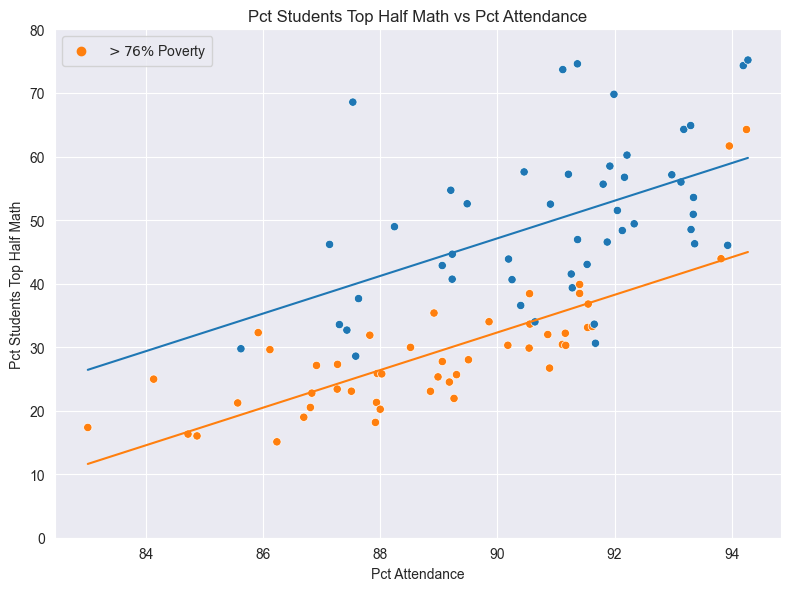 Pct Students Top Half Math vs Pct Attendance
> 76% Poverty
Pct Students Top Half Math
80
70
60
50
40
30
20
10
0
84 86 88 90 92 94
Pct Attendance